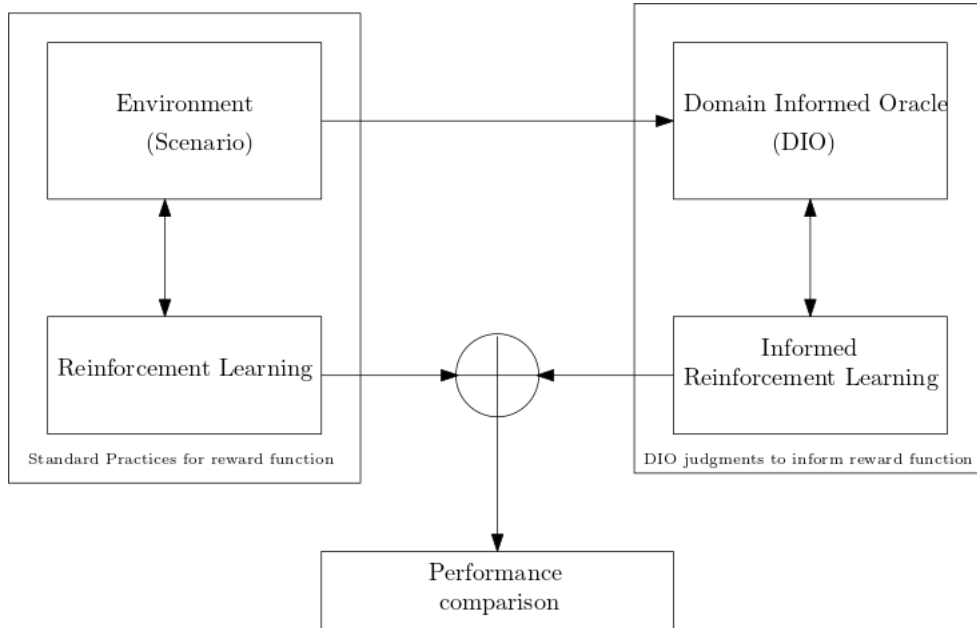 Environment
(Scenario)
Domain Informed Oracle
(DIO)
Reinforcement Learning
Informed
Reinforcement Learning
Standard Practices for reward function
DIO judgments to inform reward function
Performance
comparison